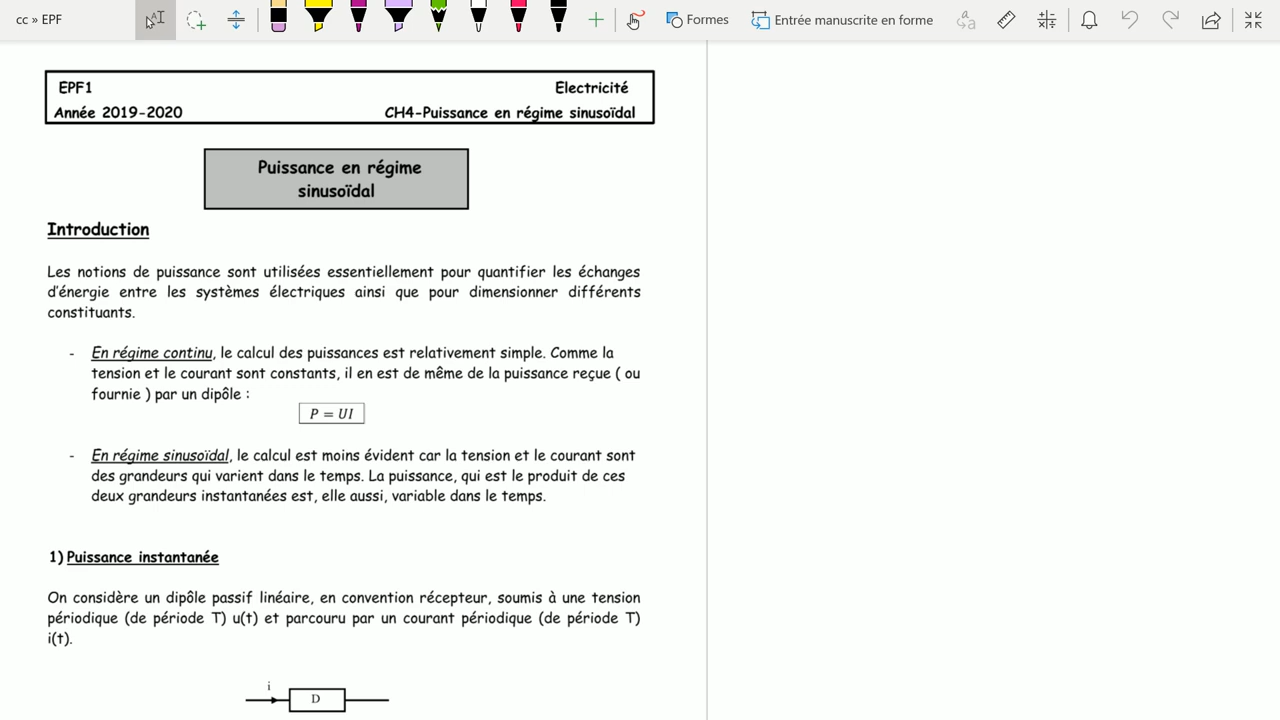 cc » EPF
Formes
Entrée manuscrite en forme
EPF1
Electricité
Année 2019-2020
CH4-Puissance en régime sinusoïdal
Puissance en régime
sinusoïdal
Introduction
Les notions de puissance sont utilisées essentiellement pour quantifier les échanges
d'énergie entre les systèmes électriques ainsi que pour dimensionner différents
constituants.
- En régime continu, le calcul des puissances est relativement simple. Comme la
tension et le courant sont constants, il en est de même de la puissance reçue ( ou
fournie ) par un dipôle :
P = UI
- En régime sinusoïdal, le calcul est moins évident car la tension et le courant sont
des grandeurs qui varient dans le temps. La puissance, qui est le produit de ces
deux grandeurs instantanées est, elle aussi, variable dans le temps.
1) Puissance instantanée
On considère un dipôle passif linéaire, en convention récepteur, soumis à une tension
périodique (de période T) u(t) et parcouru par un courant périodique (de période T)
i(t).
i
D